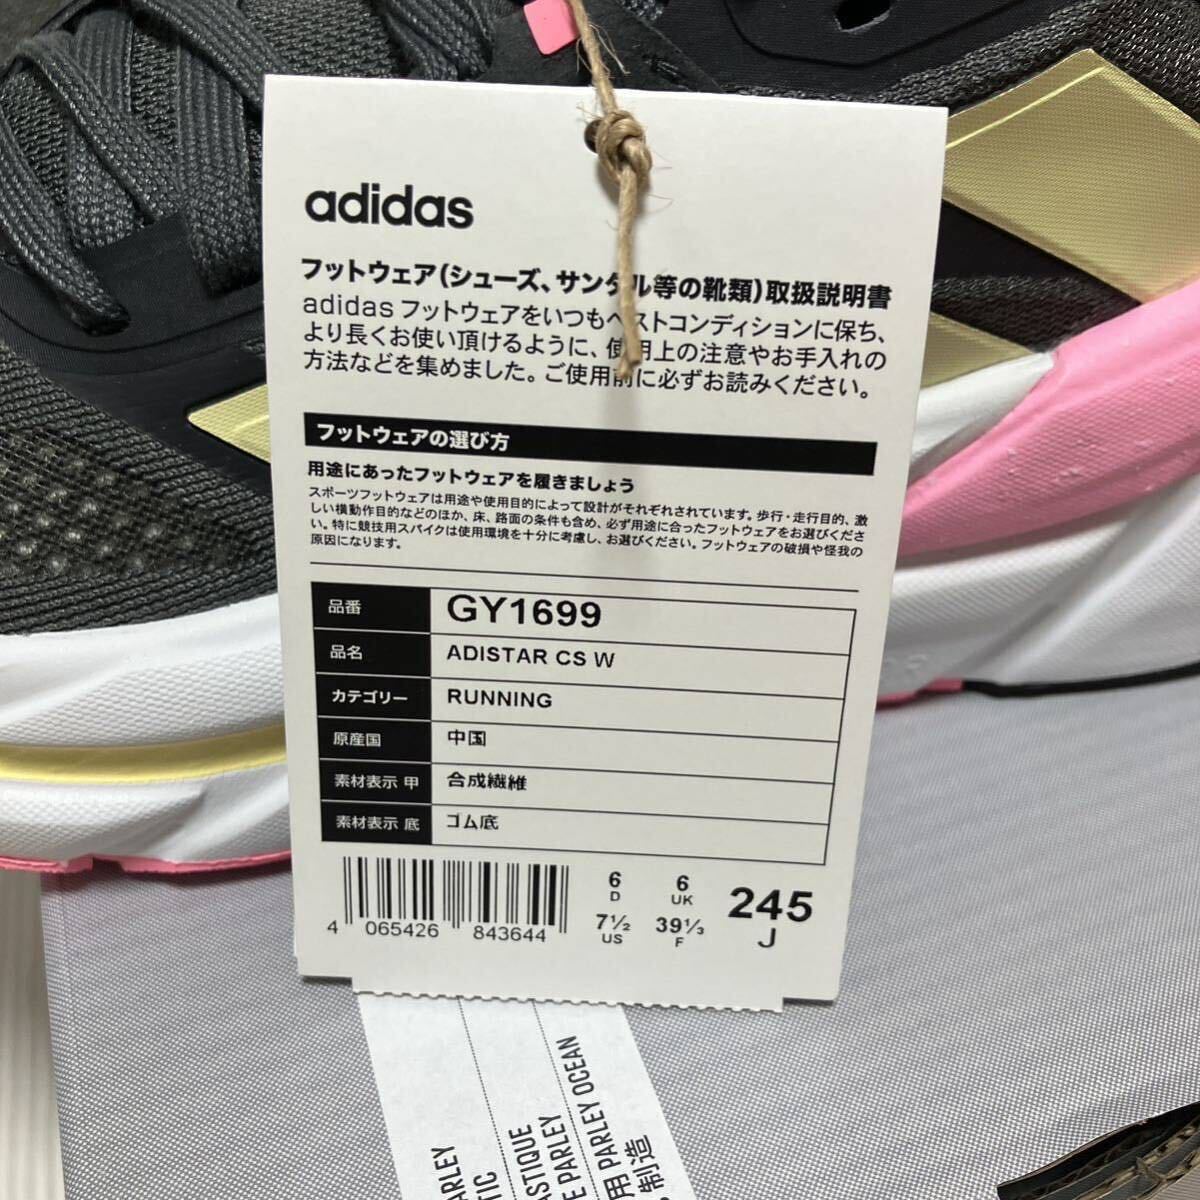 adidas
フットウェア(シューズ、サンダル等の靴類)取扱説明書
adidas フットウェアをいつもベストコンディションに保ち、
より長くお使い頂けるように、使用上の注意やお手入れの
方法などを集めました。ご使用前に必ずお読みください。
フットウェアの選び方
用途にあったフットウェアを履きましょう
スポーツフットウェアは用途や使用目的によって設計がそれぞれされています。歩行・走行目的、激
しい横動作目的などのほか、床、路面の条件も含め、必ず用途に合ったフットウェアをお選びくださ
い。特に競技用スパイクは使用環境を十分に考慮し、お選びください。フットウェアの破損や怪我の
原因になります。
品番 GY1699
品名 ADISTAR CS W
カテゴリー RUNNING
原産国 中国
素材表示 甲 合成繊維
素材表示 底 ゴム底
4 065426 843644
6 6 245
D UK J
7½ 39⅓
US F
PARLEY OCEAN
ASTIQUE
E PARLEY
用 PARLEY OCEAN
制造
ARLEY
TIC